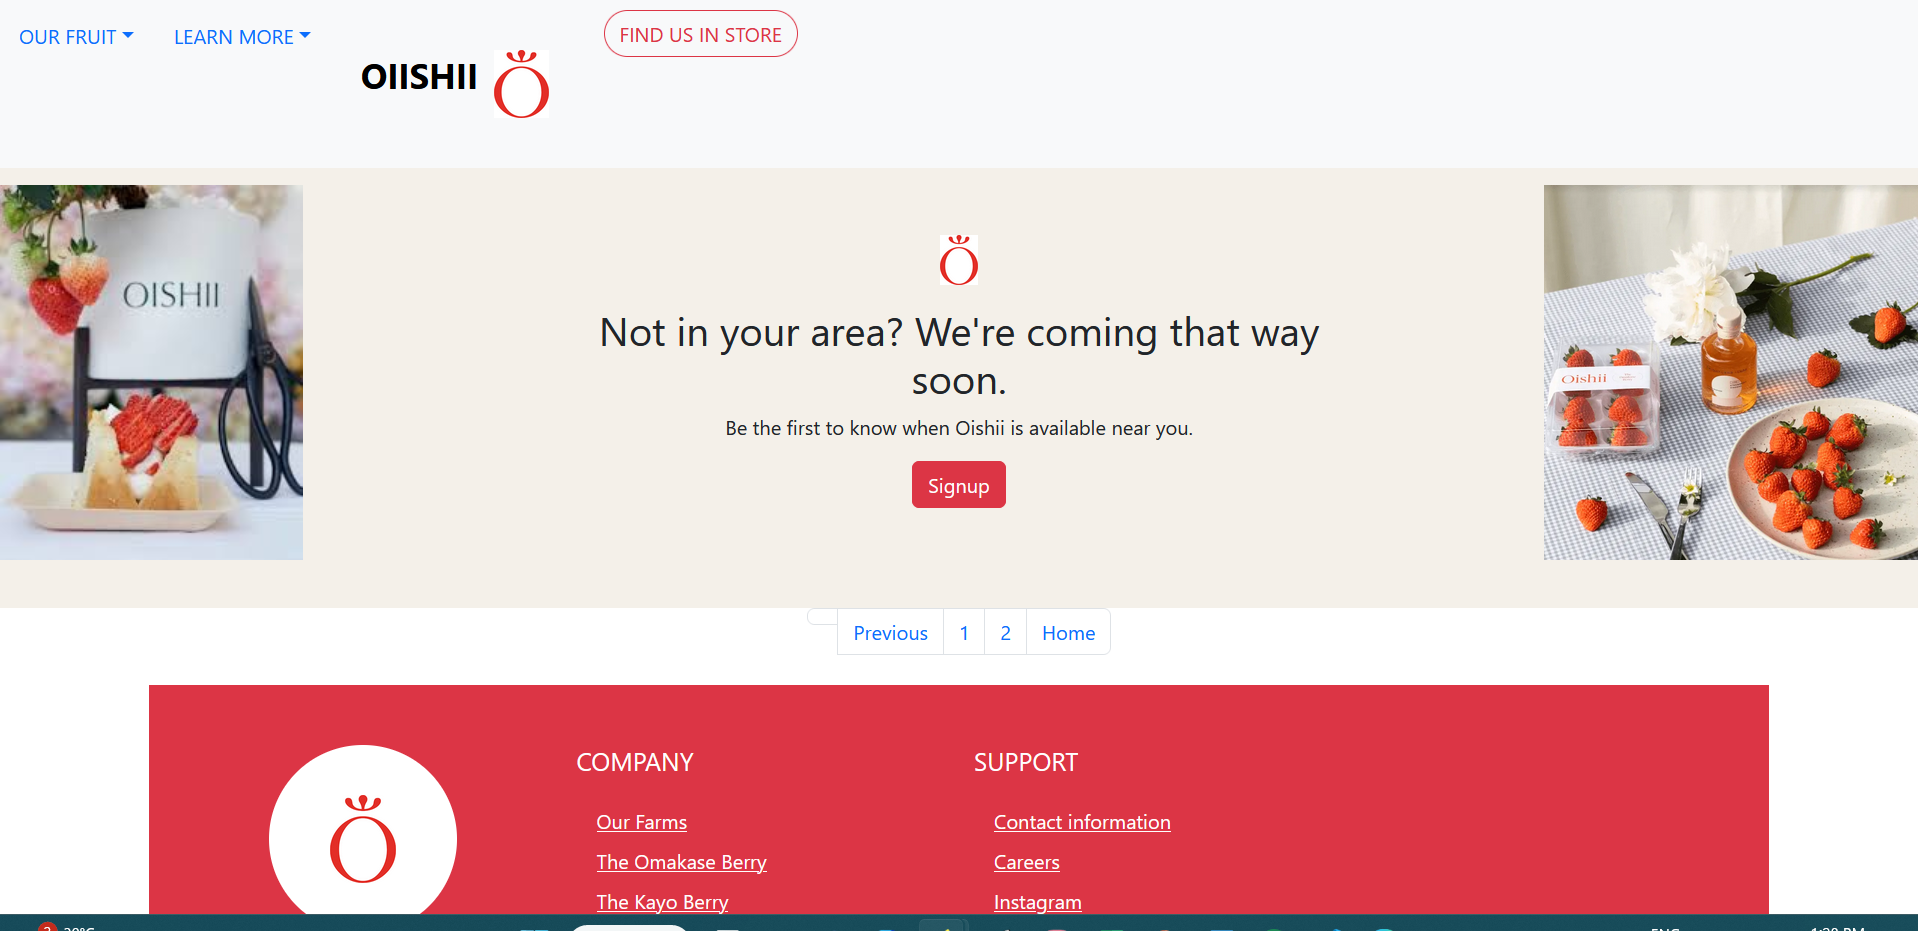 OUR FRUIT
LEARN MORE
OIISHII
FIND US IN STORE
OISHII
Oishii
Not in your area? We're coming that way
soon.
Be the first to know when Oishii is available near you.
Signup
Previous 1 2 Home
COMPANY
Our Farms
The Omakase Berry
The Kayo Berry
SUPPORT
Contact information
Careers
Instagram